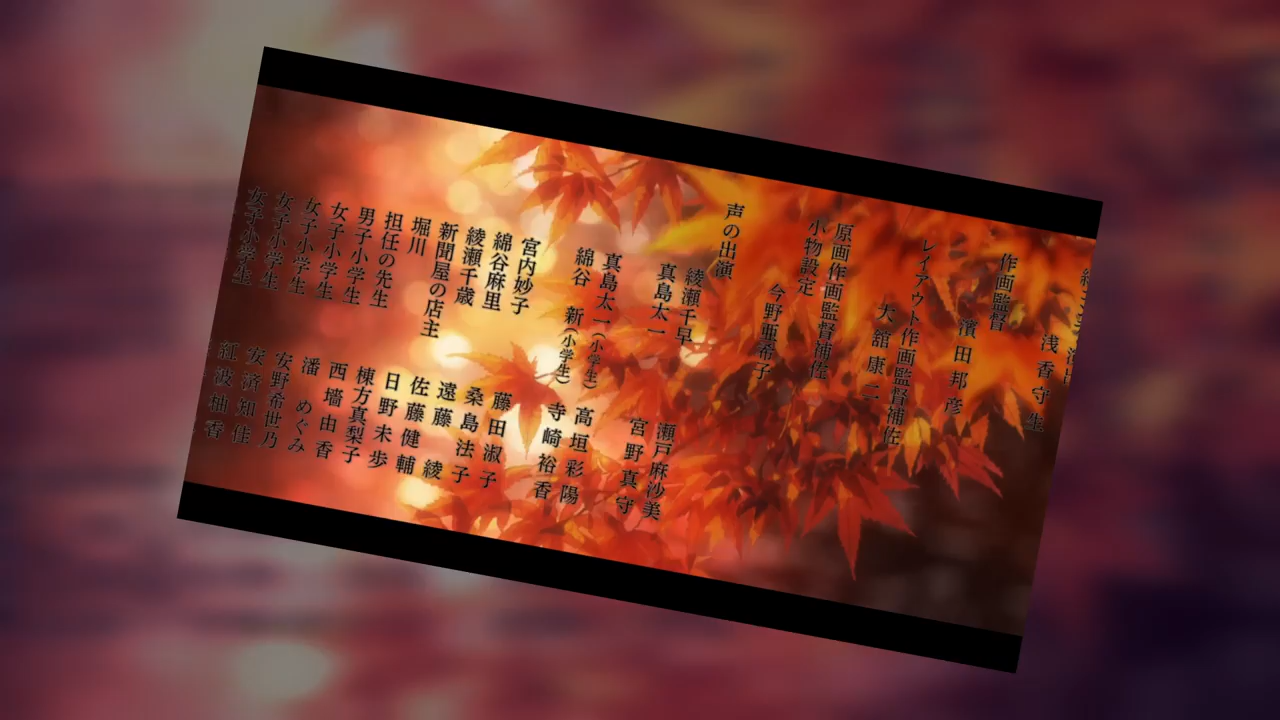 浅香守生
作画監督
濱田邦彦
レイアウト作画監督補佐
大舘康二
原画作画監督補佐
小物設定
今野亜希子
声の出演
綾瀬千早 瀬戸麻沙美
真島太一 宮野真守
真島太一(小学生) 高垣彩陽
綿谷 新(小学生) 寺崎裕香
宮内妙子 藤田淑子
綿谷麻里 桑島法子
綾瀬千歳 遠藤 綾
新聞屋の店主 佐藤健輔
堀川 日野未歩
担任の先生 棟方真梨子
男子小学生 西墻由香
女子小学生 潘 めぐみ
女子小学生 安野希世乃
女子小学生 安済知佳
女子小学生 紅波柚香